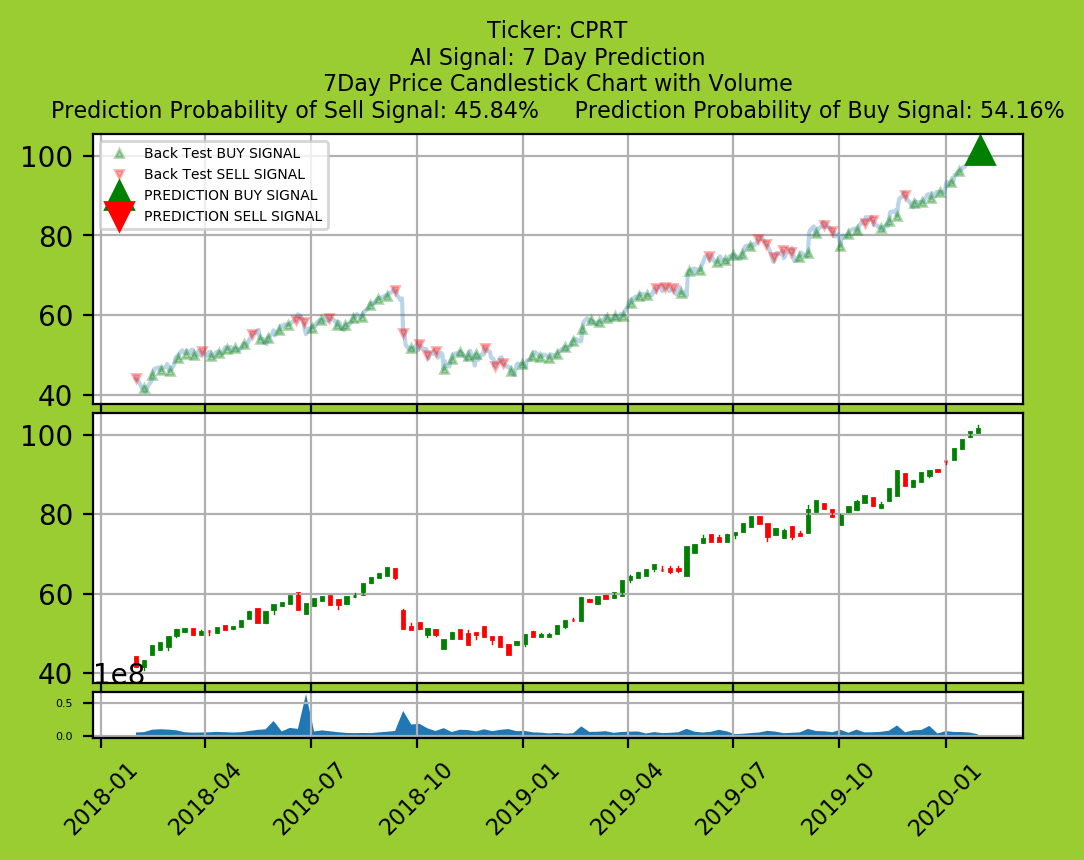 Ticker: CPRT
AI Signal: 7 Day Prediction
7Day Price Candlestick Chart with Volume
Prediction Probability of Sell Signal: 45.84%     Prediction Probability of Buy Signal: 54.16%
Back Test BUY SIGNAL
Back Test SELL SIGNAL
PREDICTION BUY SIGNAL
PREDICTION SELL SIGNAL
100
80
60
40
100
80
60
40
1e8
0.5
0.0
2018-01
2018-04
2018-07
2018-10
2019-01
2019-04
2019-07
2019-10
2020-01